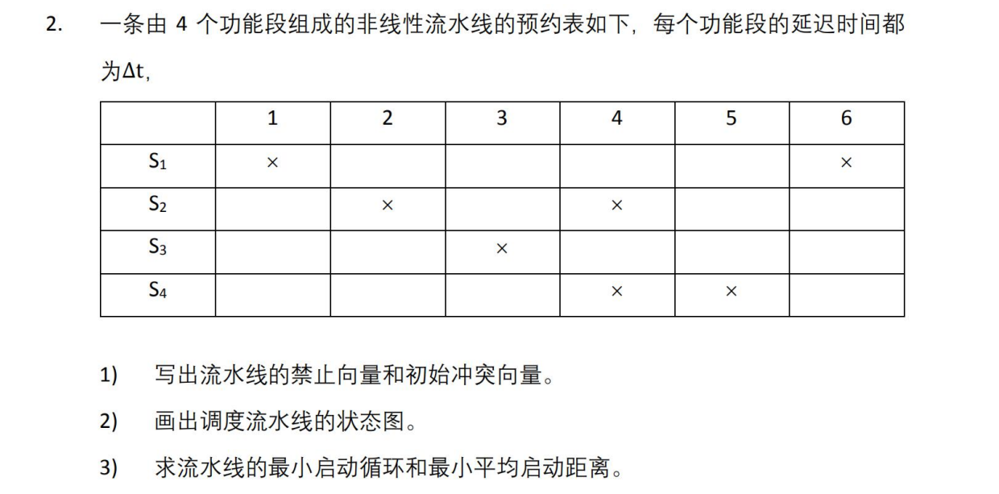 2. 一条由 4 个功能段组成的非线性流水线的预约表如下，每个功能段的延迟时间都
为Δt，
1 2 3 4 5 6
S₁ × ×
S₂ × ×
S₃ ×
S₄ × ×
1) 写出流水线的禁止向量和初始冲突向量。
2) 画出调度流水线的状态图。
3) 求流水线的最小启动循环和最小平均启动距离。